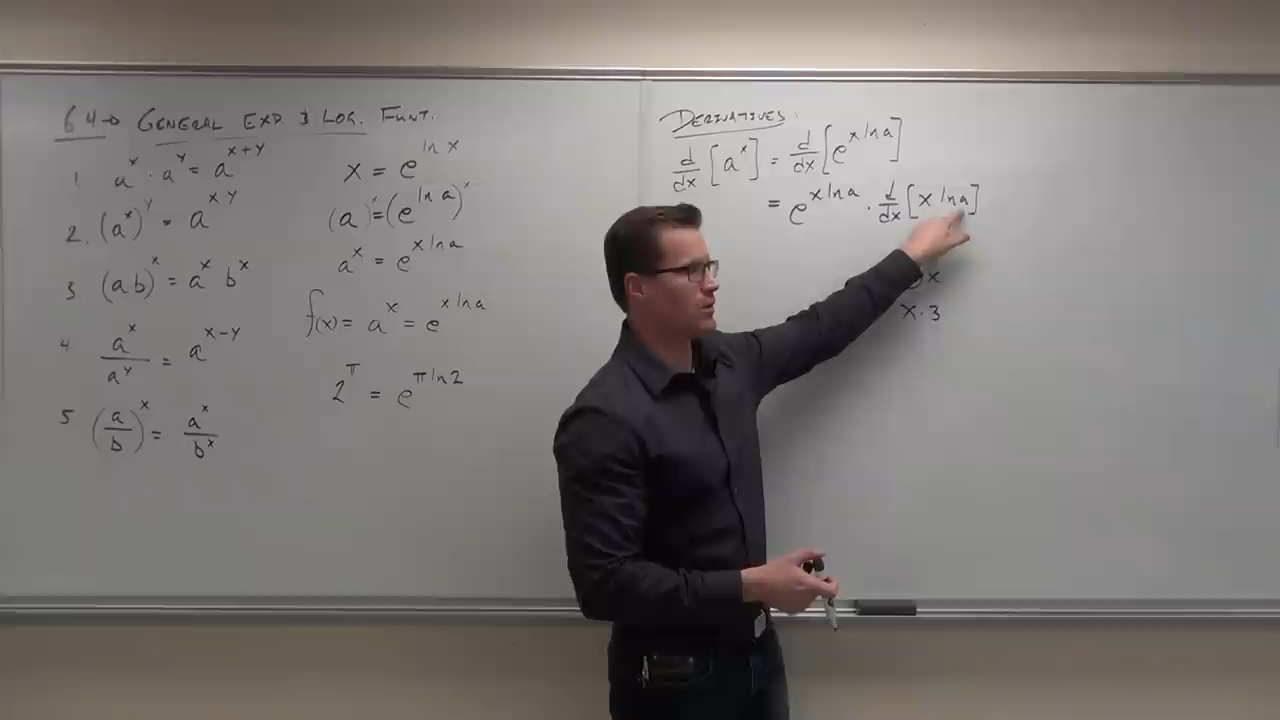 6.4→ GENERAL EXP. & LOG. FUNT.
1. a^x · a^y = a^{x+y}
2. (a^x)^y = a^{xy}
3. (ab)^x = a^x b^x
4. a^x / a^y = a^{x-y}
5. (a/b)^x = a^x / b^x
x = e^{ln x}
(a)^x = (e^{ln a})^x
a^x = e^{x ln a}
f(x) = a^x = e^{x ln a}
2^π = e^{π ln 2}
DERIVATIVES:
d/dx [a^x] = d/dx [e^{x ln a}]
= e^{x ln a} · d/dx [x ln a]
x
x · 3